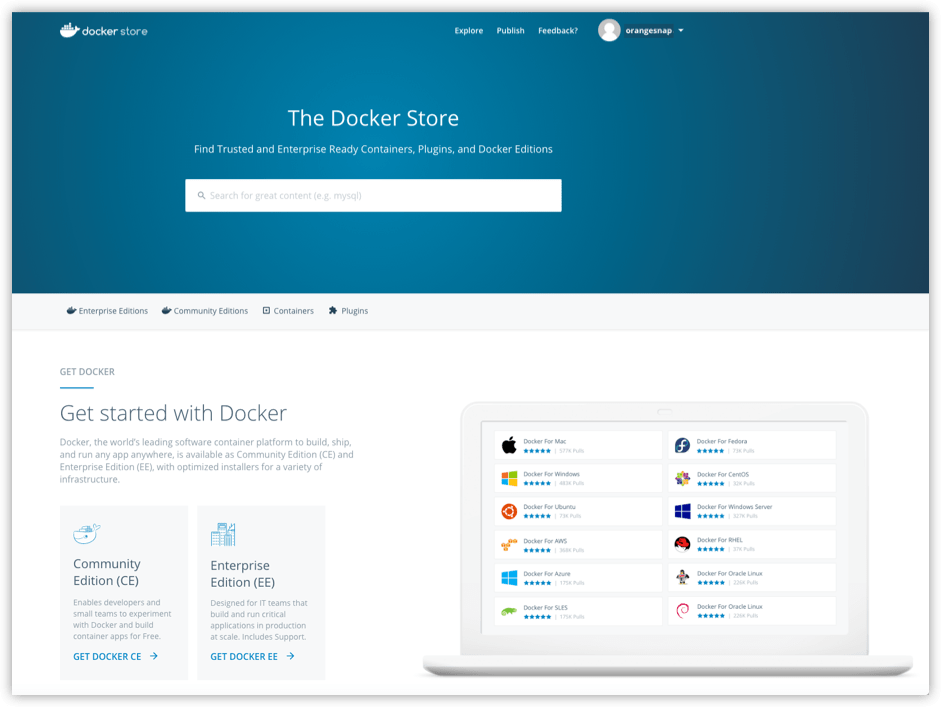 docker store
Explore Publish Feedback? orangesnap
The Docker Store
Find Trusted and Enterprise Ready Containers, Plugins, and Docker Editions
Search for great content (e.g. mysql)
Enterprise Editions Community Editions Containers Plugins
GET DOCKER
Get started with Docker
Docker, the world's leading software container platform to build, ship,
and run any app anywhere, is available as Community Edition (CE) and
Enterprise Edition (EE), with optimized installers for a variety of
infrastructure.
Community
Edition (CE)
Enables developers and
small teams to experiment
with Docker and build
container apps for Free.
GET DOCKER CE
Enterprise
Edition (EE)
Designed for IT teams that
build and run critical
applications in production
at scale. Includes Support.
GET DOCKER EE
Docker For Mac
| 577K Pulls
Docker For Windows
| 483K Pulls
Docker For Ubuntu
| 13K Pulls
Docker For AWS
| 368K Pulls
Docker For Azure
| 175K Pulls
Docker For SLES
| 175K Pulls
Docker For Fedora
| 73K Pulls
Docker For CentOS
| 32K Pulls
Docker For Windows Server
| 327K Pulls
Docker For RHEL
| 37K Pulls
Docker For Oracle Linux
| 226K Pulls
Docker For Oracle Linux
| 226K Pulls